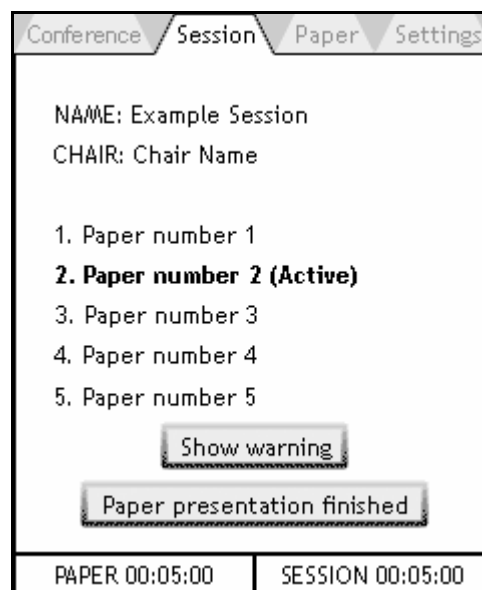 Conference Session Paper Settings
NAME: Example Session
CHAIR: Chair Name
1. Paper number 1
2. Paper number 2 (Active)
3. Paper number 3
4. Paper number 4
5. Paper number 5
Show warning
Paper presentation finished
PAPER 00:05:00 SESSION 00:05:00